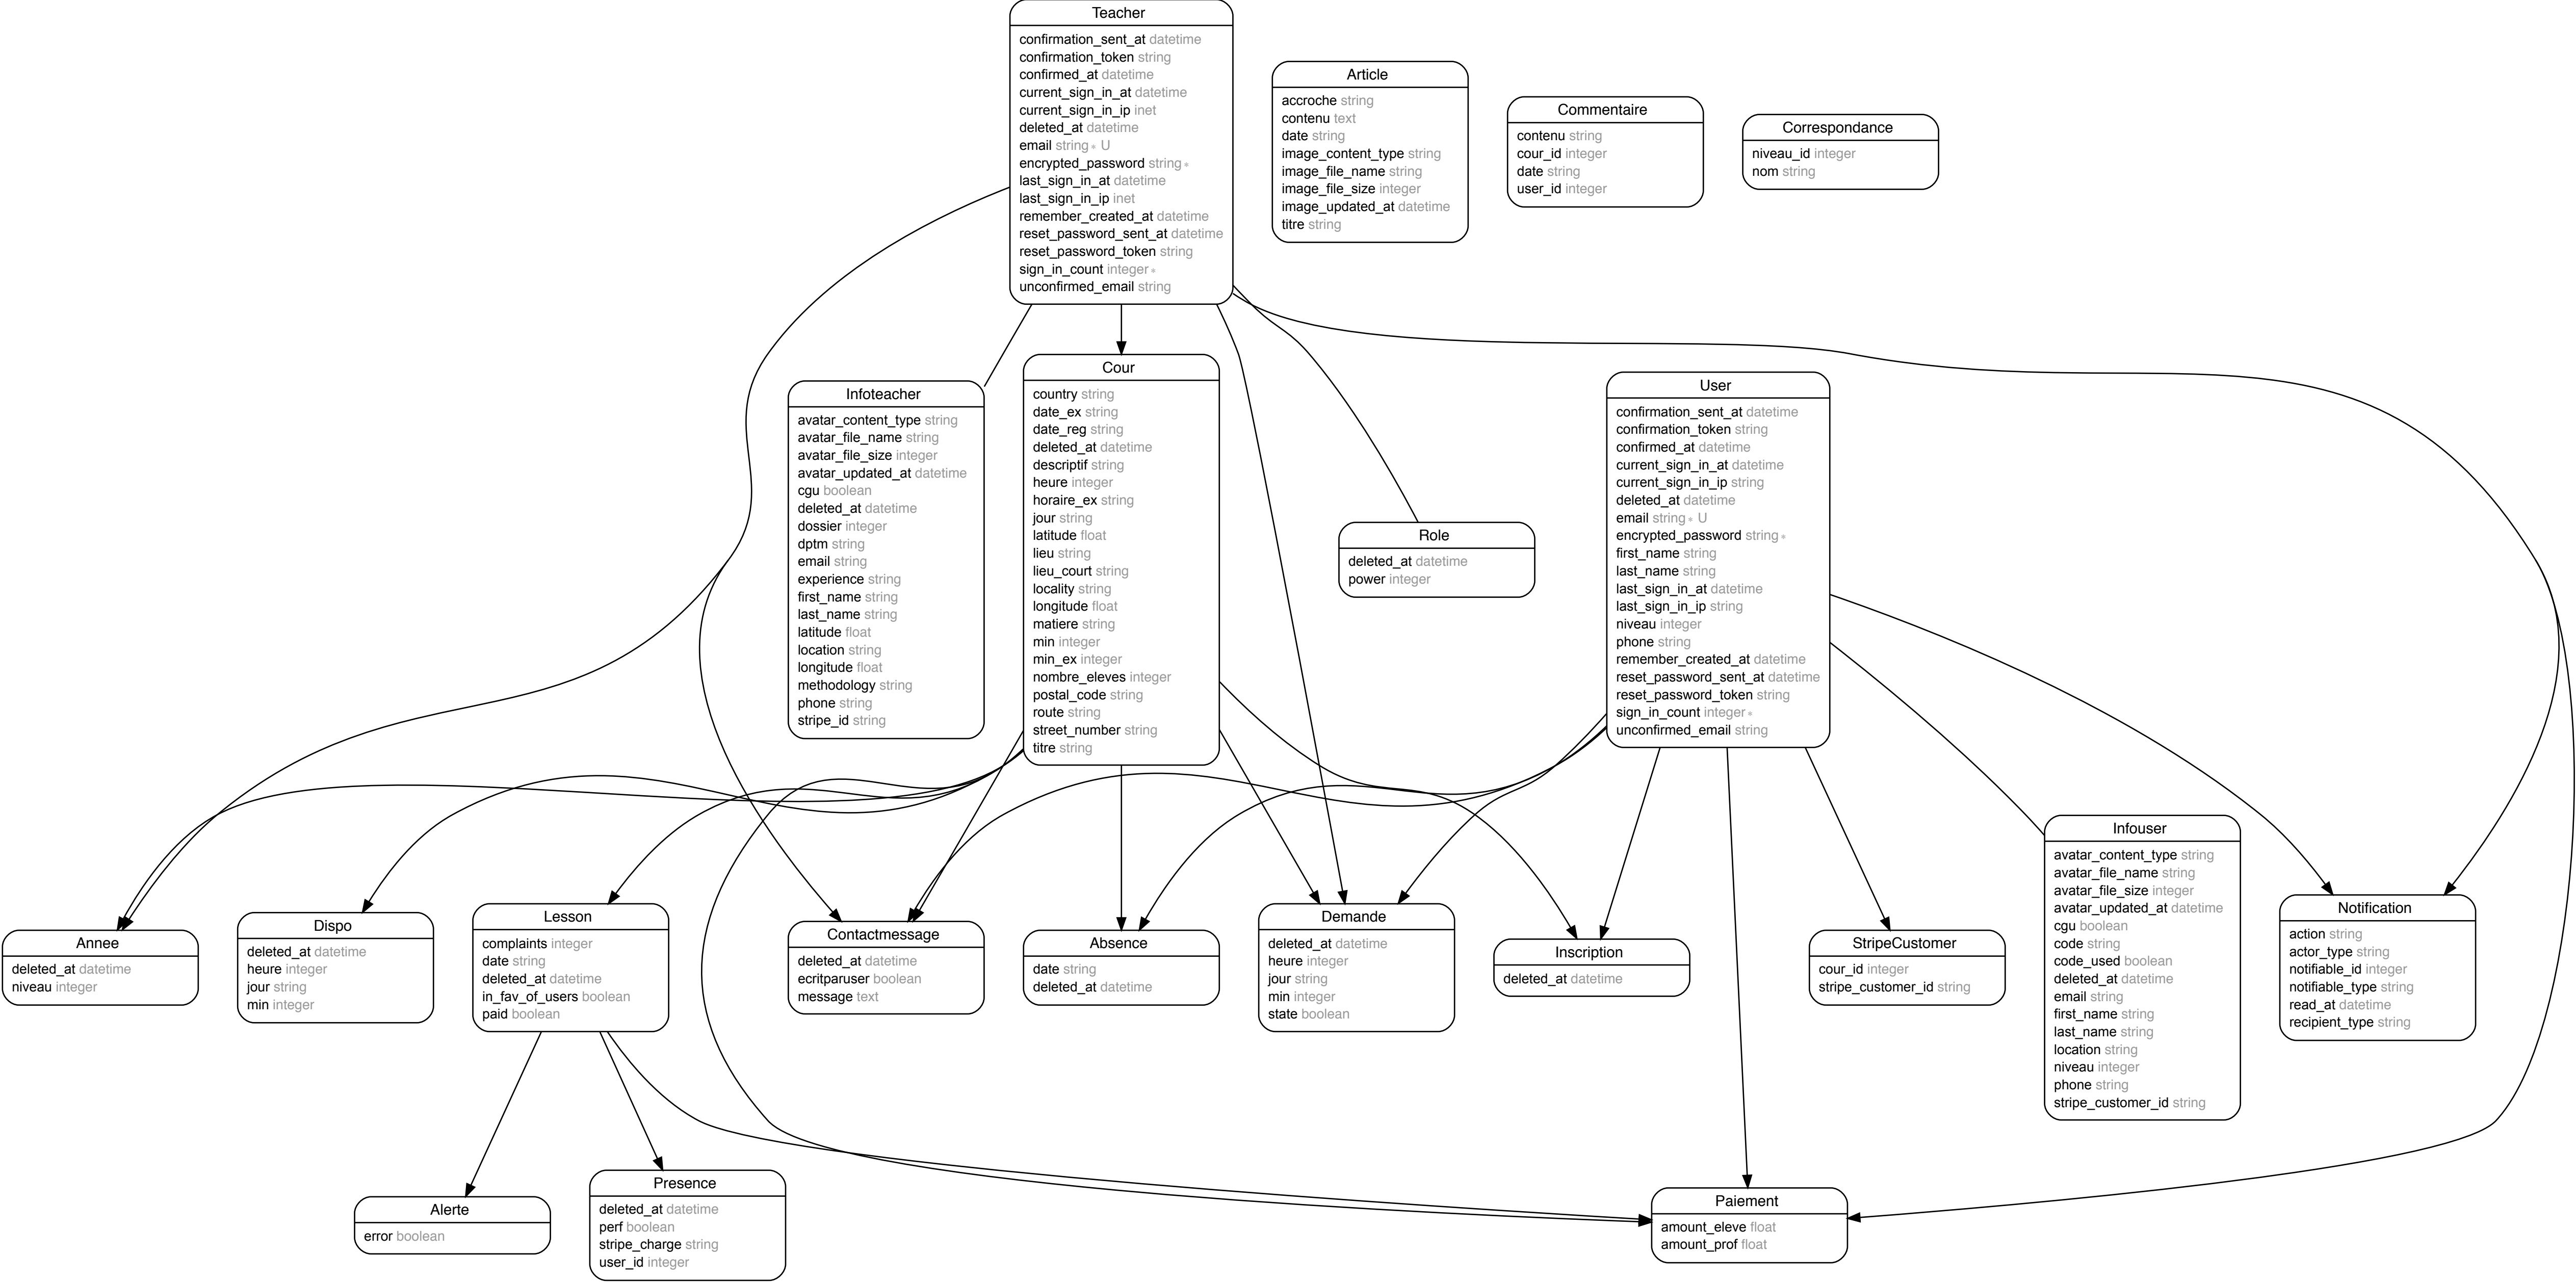 Teacher
confirmation_sent_at datetime
confirmation_token string
confirmed_at datetime
current_sign_in_at datetime
current_sign_in_ip inet
deleted_at datetime
email string * U
encrypted_password string *
last_sign_in_at datetime
last_sign_in_ip inet
remember_created_at datetime
reset_password_sent_at datetime
reset_password_token string
sign_in_count integer *
unconfirmed_email string
Article
accroche string
contenu text
date string
image_content_type string
image_file_name string
image_file_size integer
image_updated_at datetime
titre string
Commentaire
contenu string
cour_id integer
date string
user_id integer
Correspondance
niveau_id integer
nom string
Infoteacher
avatar_content_type string
avatar_file_name string
avatar_file_size integer
avatar_updated_at datetime
cgu boolean
deleted_at datetime
dossier integer
dptm string
email string
experience string
first_name string
last_name string
latitude float
location string
longitude float
methodology string
phone string
stripe_id string
Cour
country string
date_ex string
date_reg string
deleted_at datetime
descriptif string
heure integer
horaire_ex string
jour string
latitude float
lieu string
lieu_court string
locality string
longitude float
matiere string
min integer
min_ex integer
nombre_eleves integer
postal_code string
route string
street_number string
titre string
Role
deleted_at datetime
power integer
User
confirmation_sent_at datetime
confirmation_token string
confirmed_at datetime
current_sign_in_at datetime
current_sign_in_ip string
deleted_at datetime
email string * U
encrypted_password string *
first_name string
last_name string
last_sign_in_at datetime
last_sign_in_ip string
niveau integer
phone string
remember_created_at datetime
reset_password_sent_at datetime
reset_password_token string
sign_in_count integer *
unconfirmed_email string
Annee
deleted_at datetime
niveau integer
Dispo
deleted_at datetime
heure integer
jour string
min integer
Lesson
complaints integer
date string
deleted_at datetime
in_fav_of_users boolean
paid boolean
Contactmessage
deleted_at datetime
ecritparuser boolean
message text
Absence
date string
deleted_at datetime
Demande
deleted_at datetime
heure integer
jour string
min integer
state boolean
Inscription
deleted_at datetime
StripeCustomer
cour_id integer
stripe_customer_id string
Infouser
avatar_content_type string
avatar_file_name string
avatar_file_size integer
avatar_updated_at datetime
cgu boolean
code string
code_used boolean
deleted_at datetime
email string
first_name string
last_name string
location string
niveau integer
phone string
stripe_customer_id string
Notification
action string
actor_type string
notifiable_id integer
notifiable_type string
read_at datetime
recipient_type string
Alerte
error boolean
Presence
deleted_at datetime
perf boolean
stripe_charge string
user_id integer
Paiement
amount_eleve float
amount_prof float